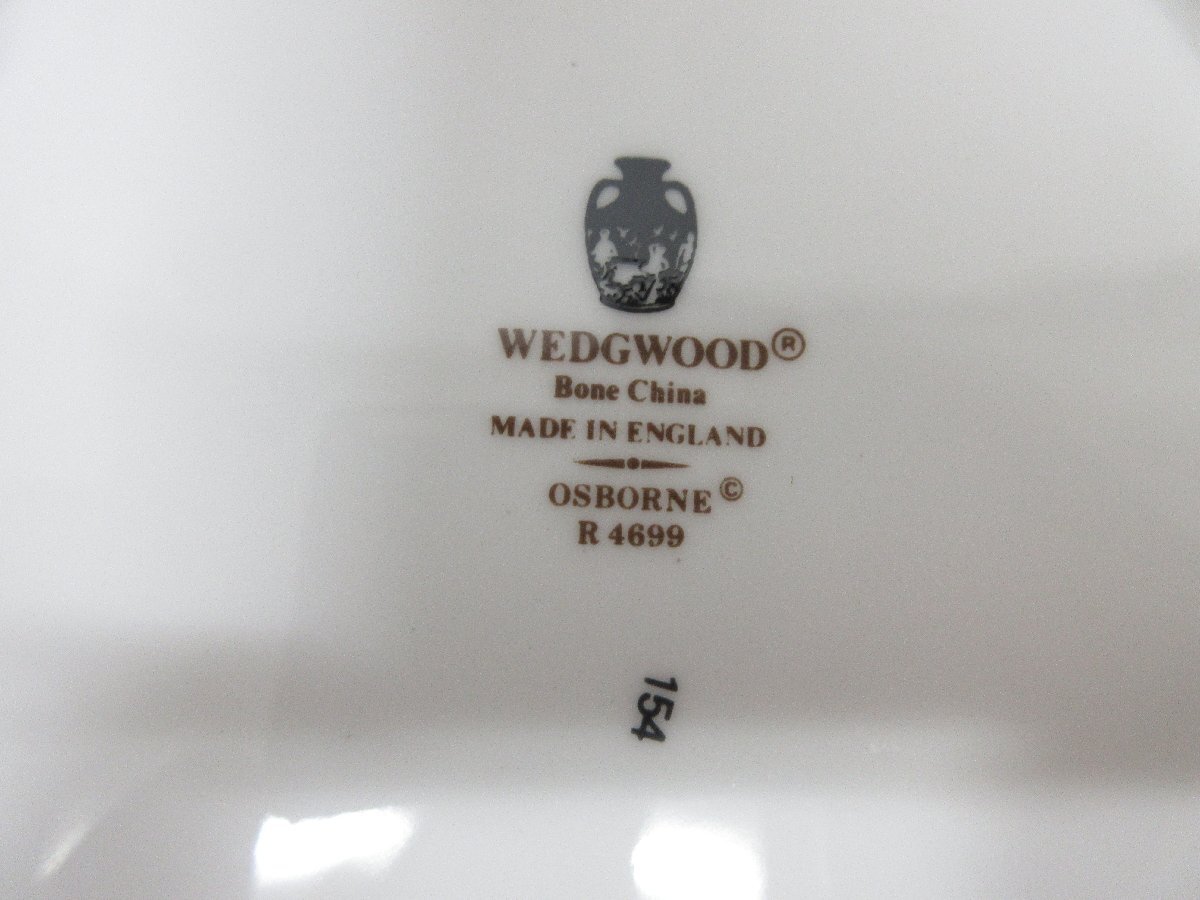 WEDGWOOD®
Bone China
MADE IN ENGLAND
OSBORNE ©
R 4699
154